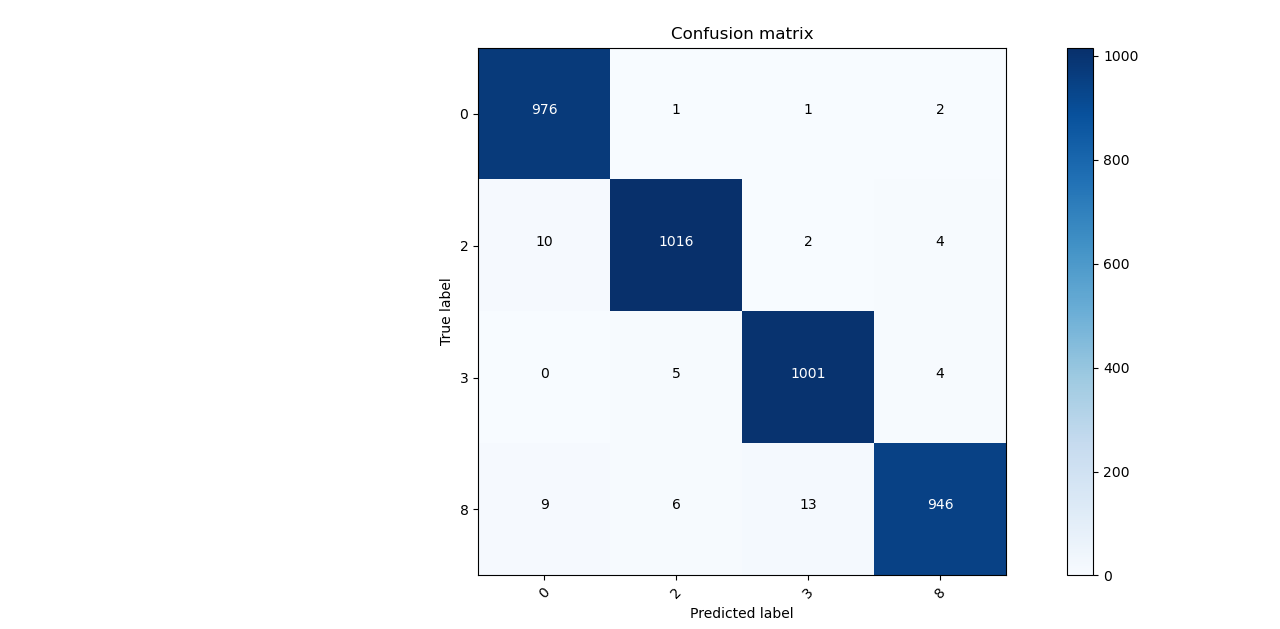 Confusion matrix
True label
0 976 1 1 2
2 10 1016 2 4
3 0 5 1001 4
8 9 6 13 946
0 2 3 8
Predicted label
1000
800
600
400
200
0